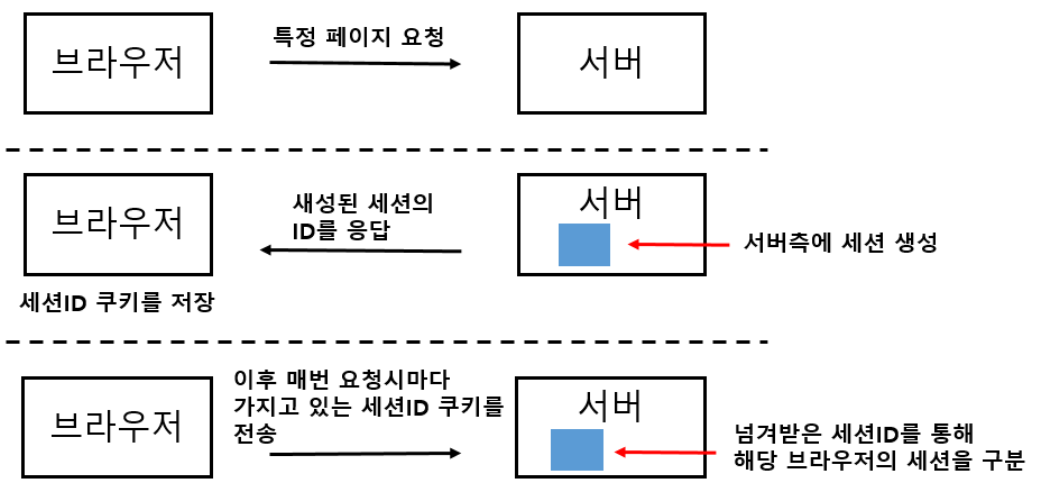 브라우저
특정 페이지 요청
서버
브라우저
새성된 세션의
ID를 응답
서버
서버측에 세션 생성
세션ID 쿠키를 저장
브라우저
이후 매번 요청시마다
가지고 있는 세션ID 쿠키를
전송
서버
넘겨받은 세션ID를 통해
해당 브라우저의 세션을 구분